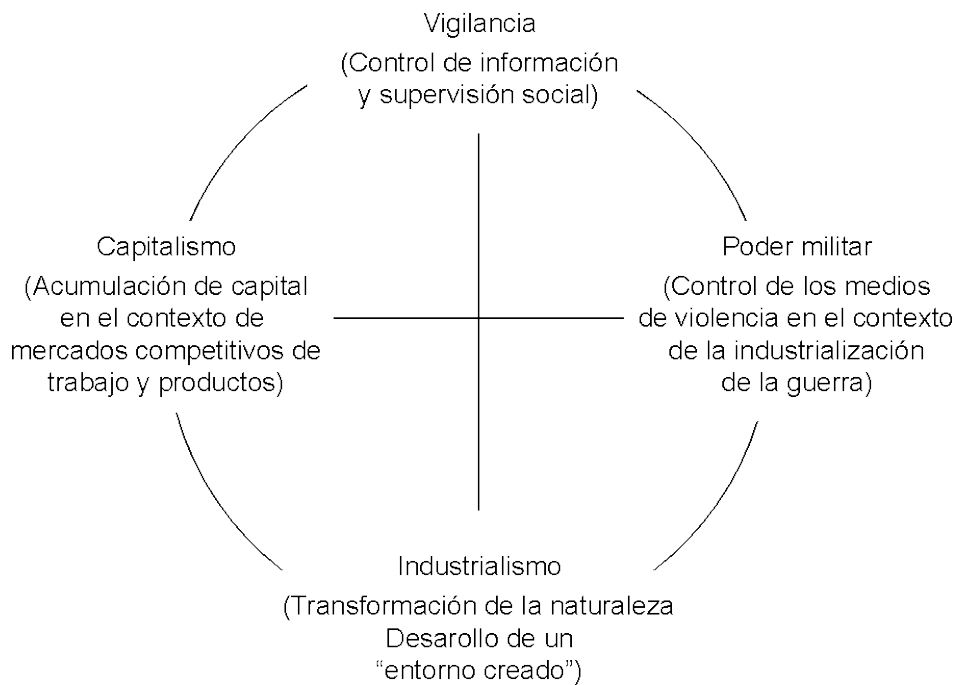 Vigilancia
(Control de información
y supervisión social)
Capitalismo
(Acumulación de capital
en el contexto de
mercados competitivos de
trabajo y productos)
Poder militar
(Control de los medios
de violencia en el contexto
de la industrialización
de la guerra)
Industrialismo
(Transformación de la naturaleza
Desarollo de un
“entorno creado”)